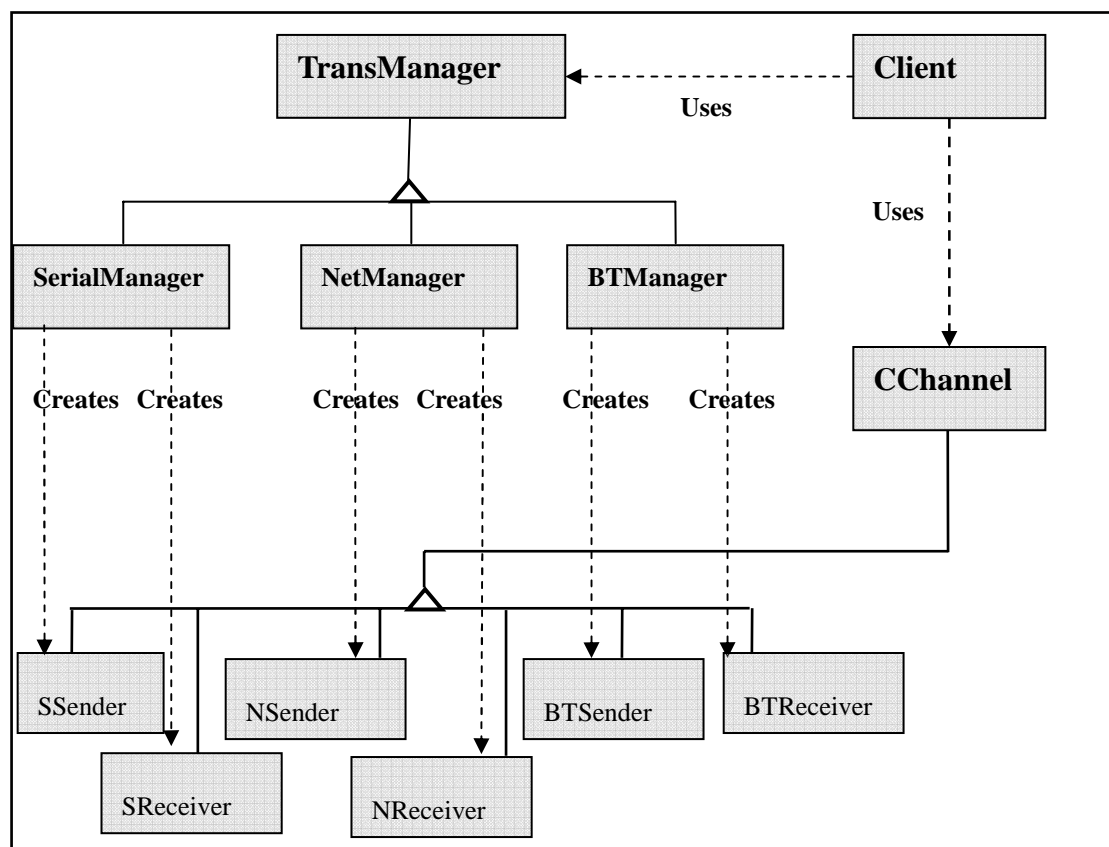 TransManager
Client
Uses
Uses
SerialManager
NetManager
BTManager
CChannel
Creates
Creates
Creates
Creates
Creates
Creates
SSender
NSender
BTSender
BTReceiver
SReceiver
NReceiver